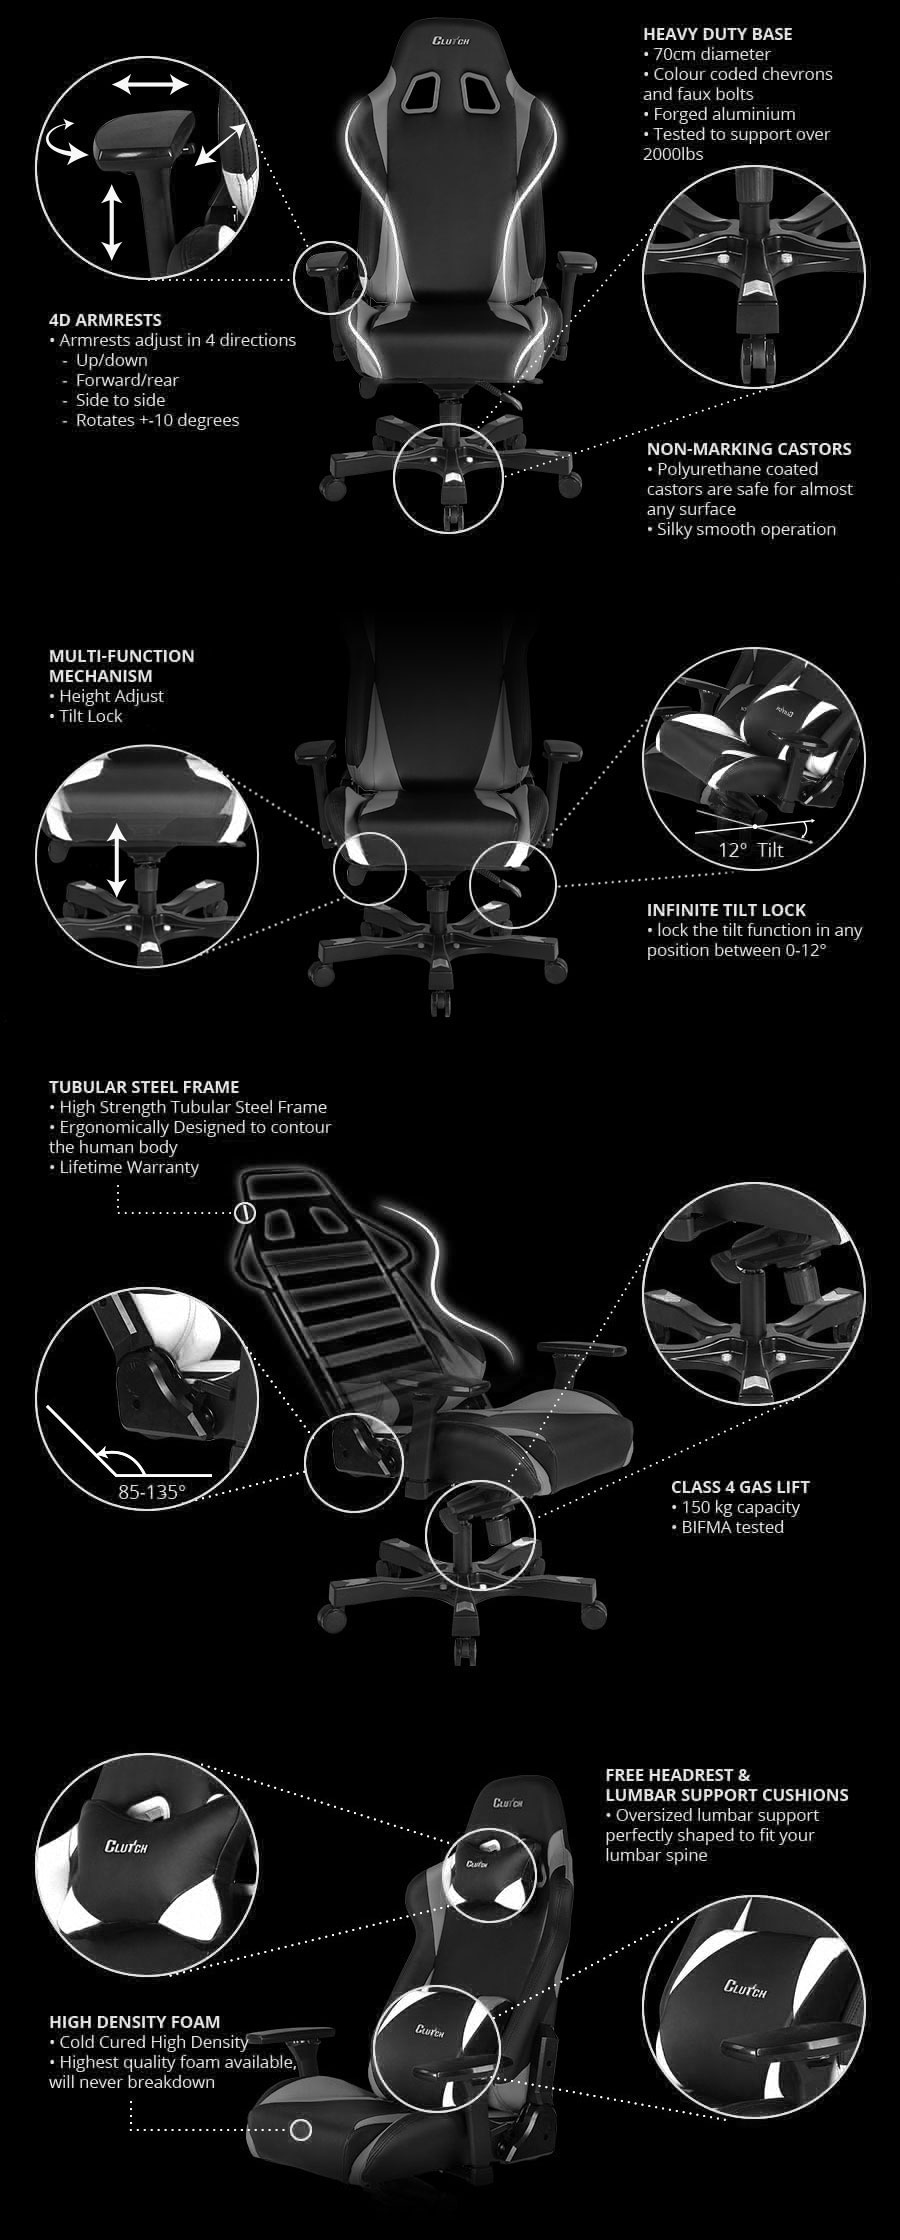 CLUTCH
HEAVY DUTY BASE
• 70cm diameter
• Colour coded chevrons
and faux bolts
• Forged aluminium
• Tested to support over
2000lbs
4D ARMRESTS
• Armrests adjust in 4 directions
- Up/down
- Forward/rear
- Side to side
- Rotates +-10 degrees
NON-MARKING CASTORS
• Polyurethane coated
castors are safe for almost
any surface
• Silky smooth operation
MULTI-FUNCTION
MECHANISM
• Height Adjust
• Tilt Lock
12° Tilt
INFINITE TILT LOCK
• lock the tilt function in any
position between 0-12°
TUBULAR STEEL FRAME
• High Strength Tubular Steel Frame
• Ergonomically Designed to contour
the human body
• Lifetime Warranty
85-135°
CLASS 4 GAS LIFT
• 150 kg capacity
• BIFMA tested
FREE HEADREST &
LUMBAR SUPPORT CUSHIONS
• Oversized lumbar support
perfectly shaped to fit your
lumbar spine
CLUTCH
CLUTCH
CLUTCH
CLUTCH
CLUTCH
HIGH DENSITY FOAM
• Cold Cured High Density
• Highest quality foam available,
will never breakdown